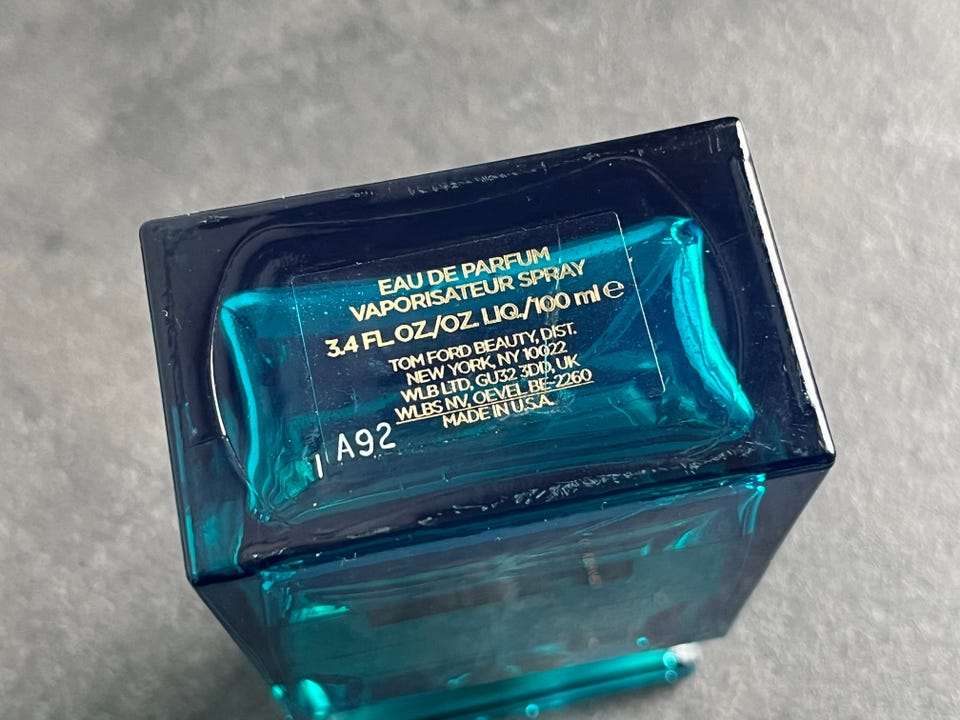 EAU DE PARFUM
VAPORISATEUR SPRAY
3.4 FL. OZ./OZ. LIQ./100 ml ℮
TOM FORD BEAUTY, DIST.
NEW YORK, NY 10022
WLB LTD, GU32 3DD, UK
WLBS NV, OEVEL BE-2260
MADE IN U.S.A.
A92